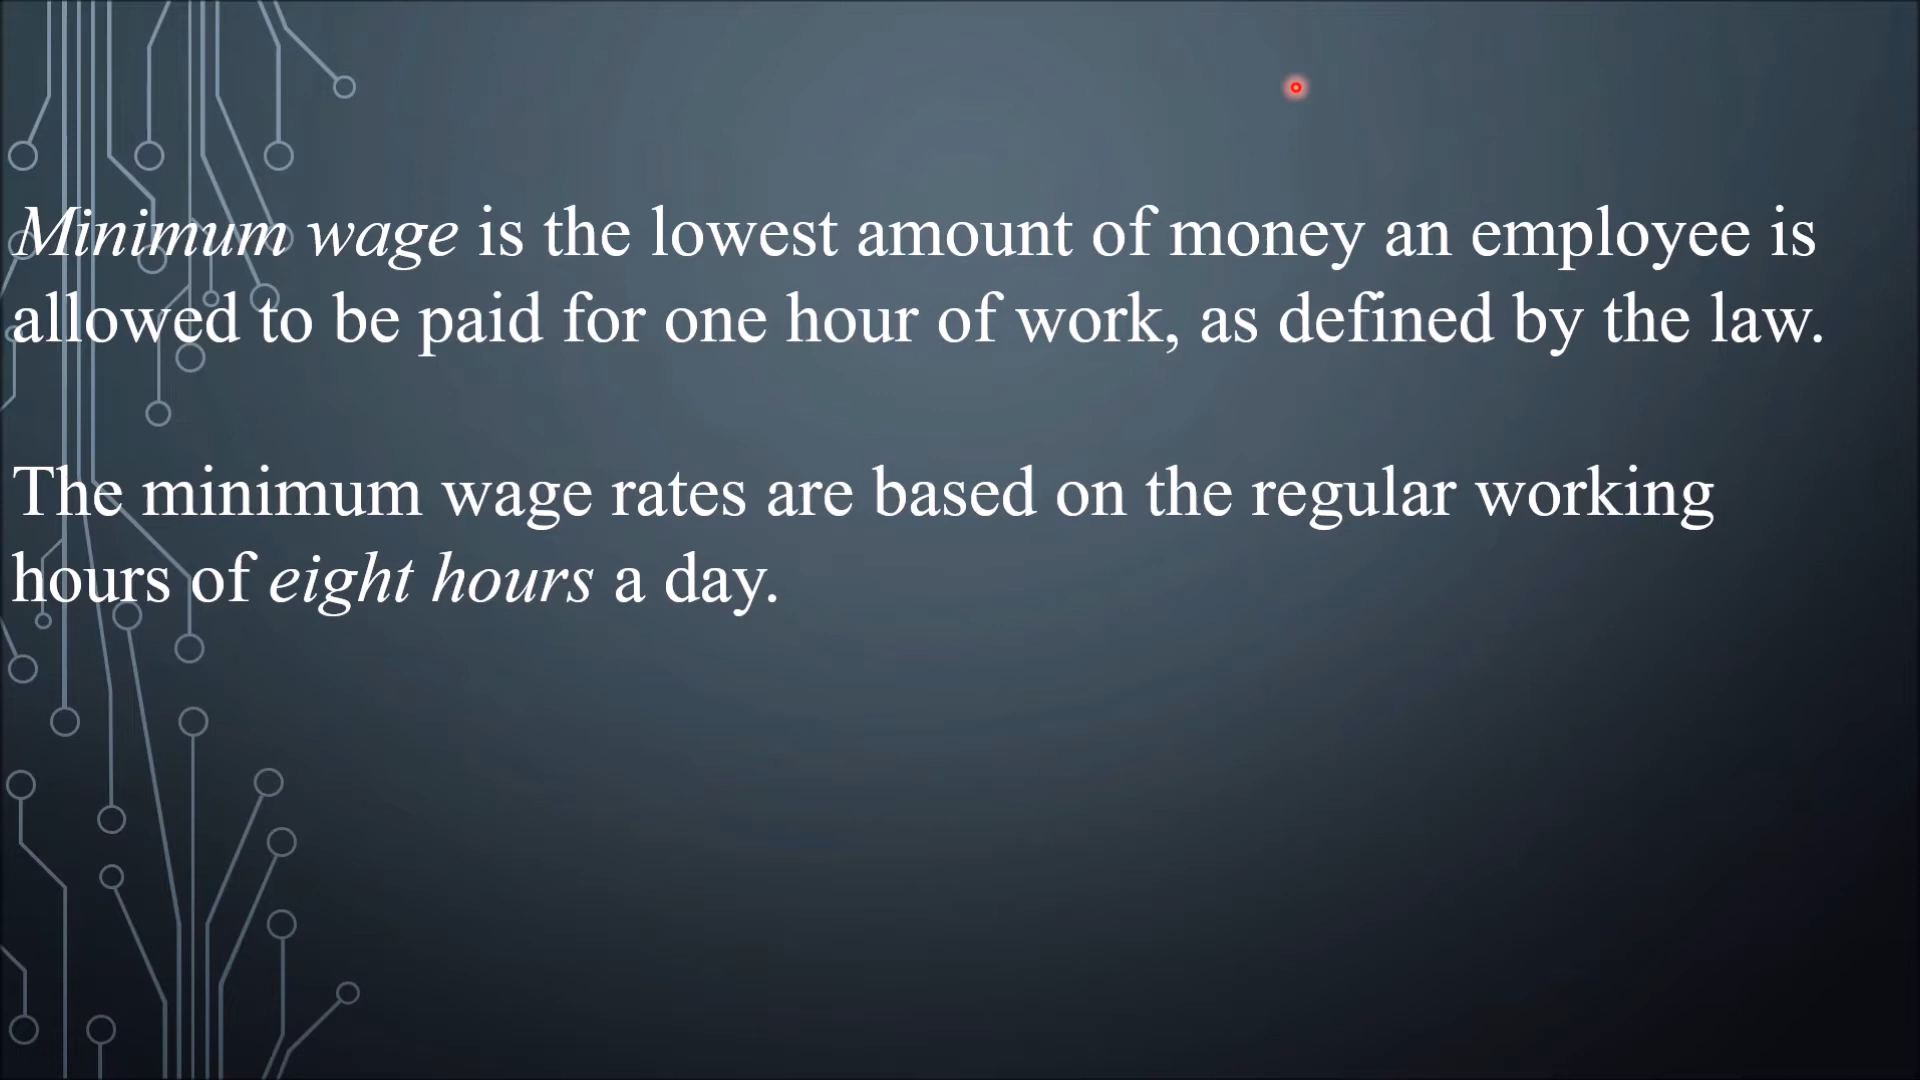 Minimum wage is the lowest amount of money an employee is
allowed to be paid for one hour of work, as defined by the law.
The minimum wage rates are based on the regular working
hours of eight hours a day.